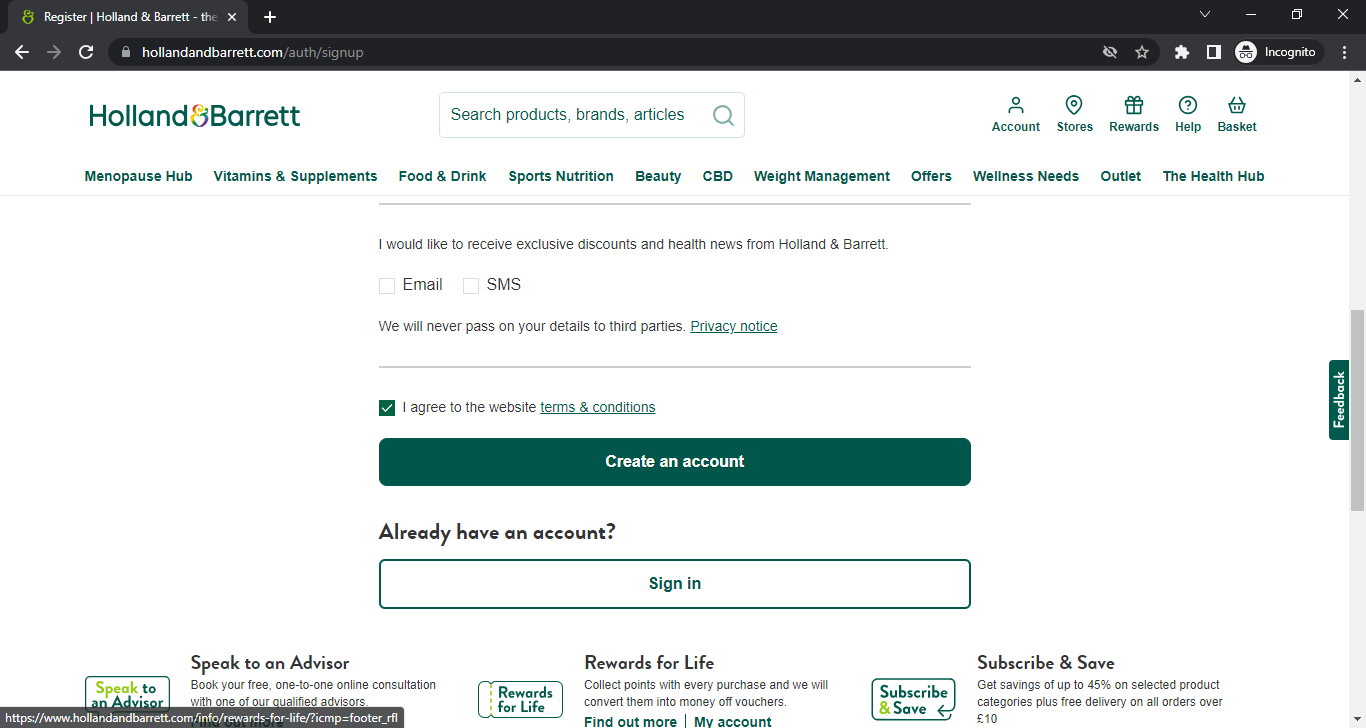 Register | Holland & Barrett - the
hollandandbarrett.com/auth/signup
Incognito
Holland&Barrett
Search products, brands, articles
Account
Stores
Rewards
Help
Basket
Menopause Hub
Vitamins & Supplements
Food & Drink
Sports Nutrition
Beauty
CBD
Weight Management
Offers
Wellness Needs
Outlet
The Health Hub
I would like to receive exclusive discounts and health news from Holland & Barrett.
Email
SMS
We will never pass on your details to third parties. Privacy notice
I agree to the website terms & conditions
Create an account
Already have an account?
Sign in
Feedback
Speak to
an Advisor
Speak to an Advisor
Book your free, one-to-one online consultation
with one of our qualified advisors.
Find out more
Rewards
for Life
Rewards for Life
Collect points with every purchase and we will
convert them into money off vouchers.
Find out more | My account
Subscribe
& Save
Subscribe & Save
Get savings of up to 45% on selected product
categories plus free delivery on all orders over
£10
https://www.hollandandbarrett.com/info/rewards-for-life/?icmp=footer_rfl